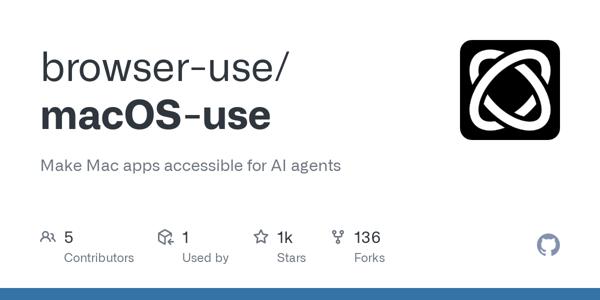 browser-use/
macOS-use
Make Mac apps accessible for AI agents
5 1 1k 136
Contributors Used by Stars Forks